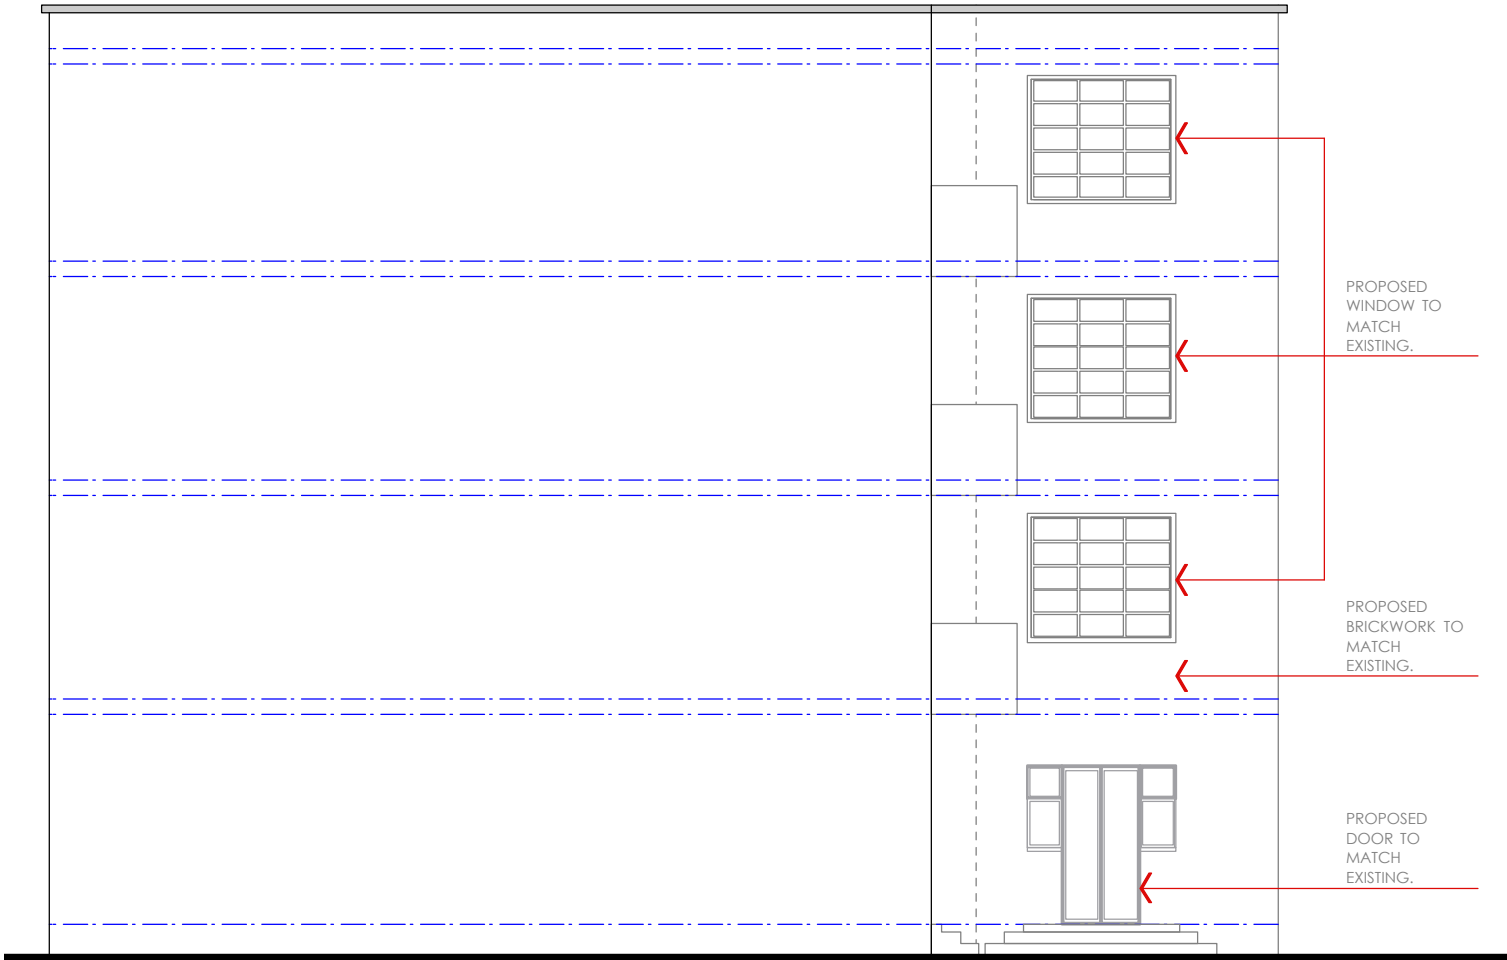 PROPOSED
WINDOW TO
MATCH
EXISTING.
PROPOSED
BRICKWORK TO
MATCH
EXISTING.
PROPOSED
DOOR TO
MATCH
EXISTING.